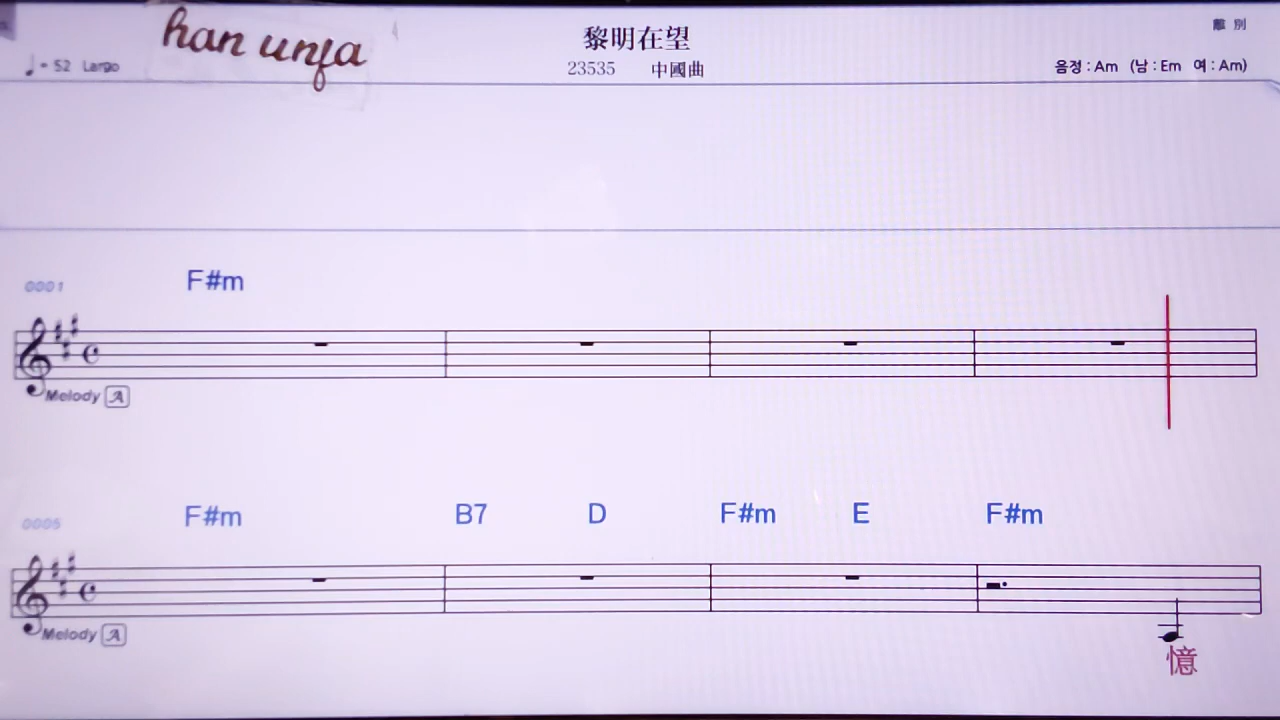 han unja
黎明在望
離 別
♩ = 52 Largo
23535 中國曲
음정 : Am (남 : Em 여 : Am)
0001 F#m
Melody A
0005 F#m B7 D F#m E F#m
Melody A
憶